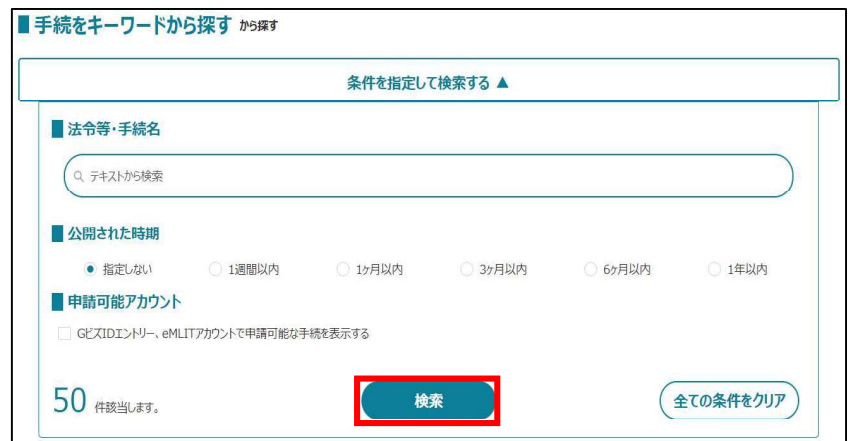 手続をキーワードから探す から探す
条件を指定して検索する ▲
法令等・手続名
テキストから検索
公開された時期
指定しない 1週間以内 1ヶ月以内 3ヶ月以内 6ヶ月以内 1年以内
申請可能アカウント
GビズIDエントリー、eMLITアカウントで申請可能な手続を表示する
50 件該当します。 検索 全ての条件をクリア